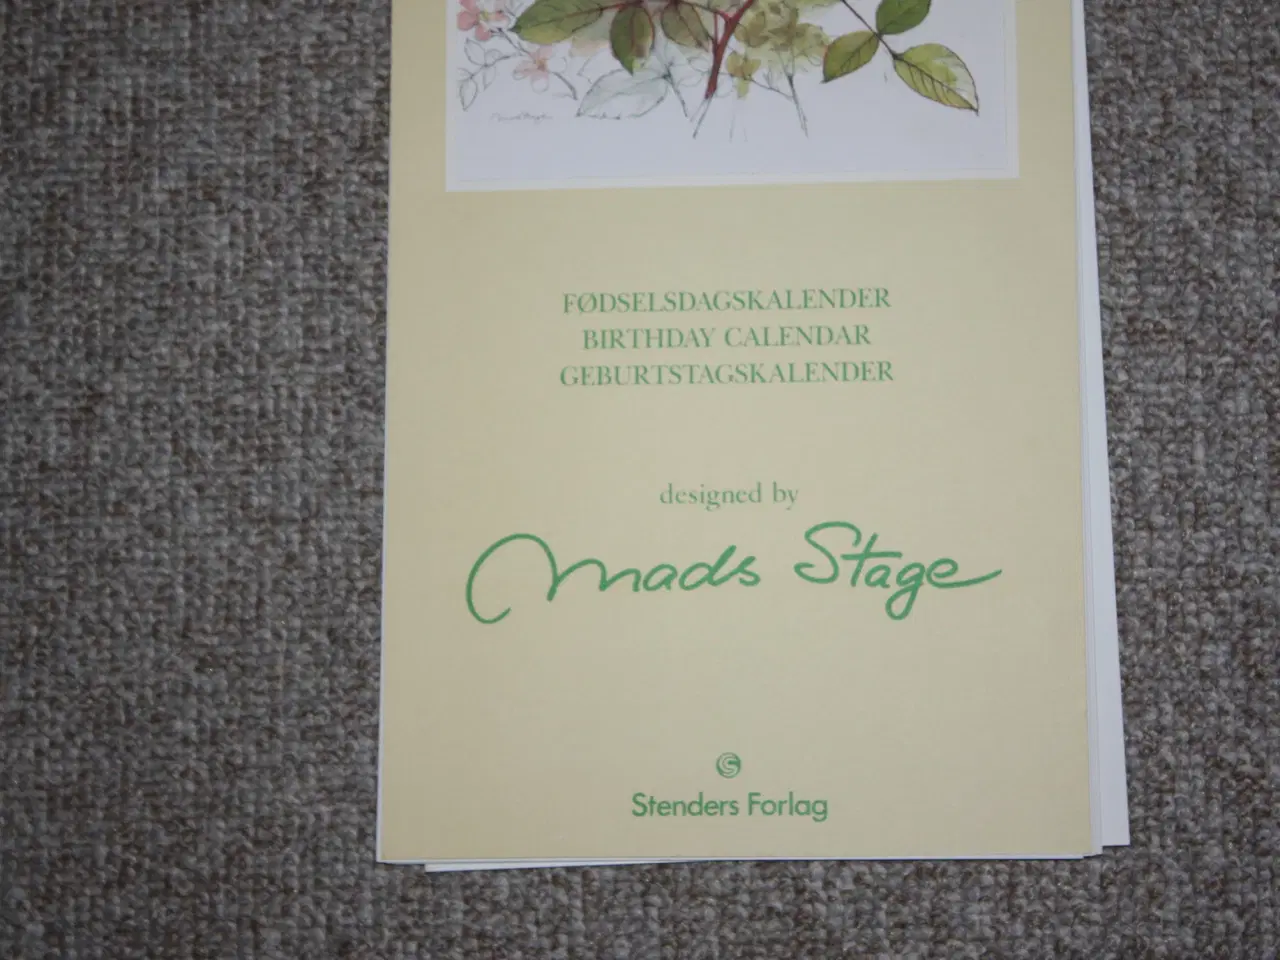 FØDSELSDAGSKALENDER
BIRTHDAY CALENDAR
GEBURTSTAGSKALENDER
designed by
Mads Stage
Stenders Forlag